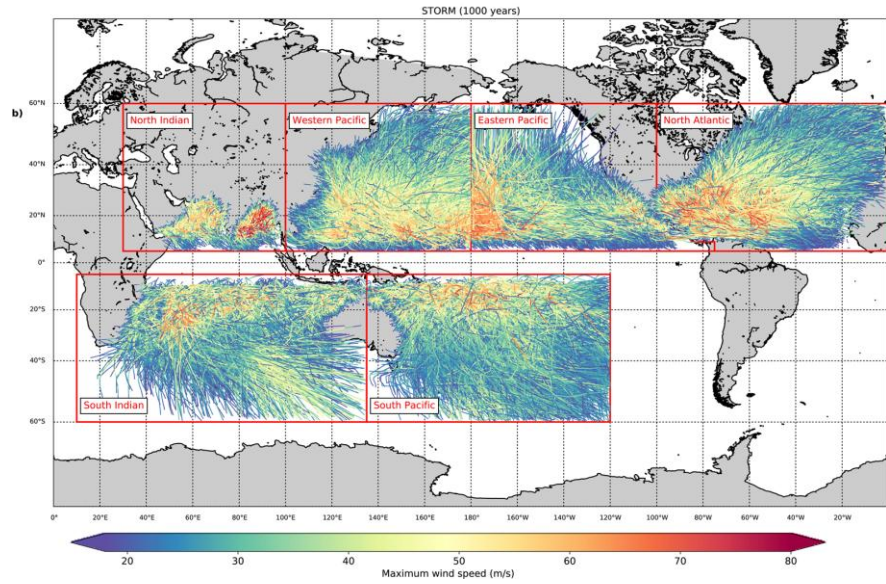 STORM (1000 years)
b)
60°N
40°N
20°N
0°
20°S
40°S
60°S
North Indian
Western Pacific
Eastern Pacific
North Atlantic
South Indian
South Pacific
0° 20°E 40°E 60°E 80°E 100°E 120°E 140°E 160°E 180° 160°W 140°W 120°W 100°W 80°W 60°W 40°W 20°W
20 30 40 50 60 70 80
Maximum wind speed (m/s)